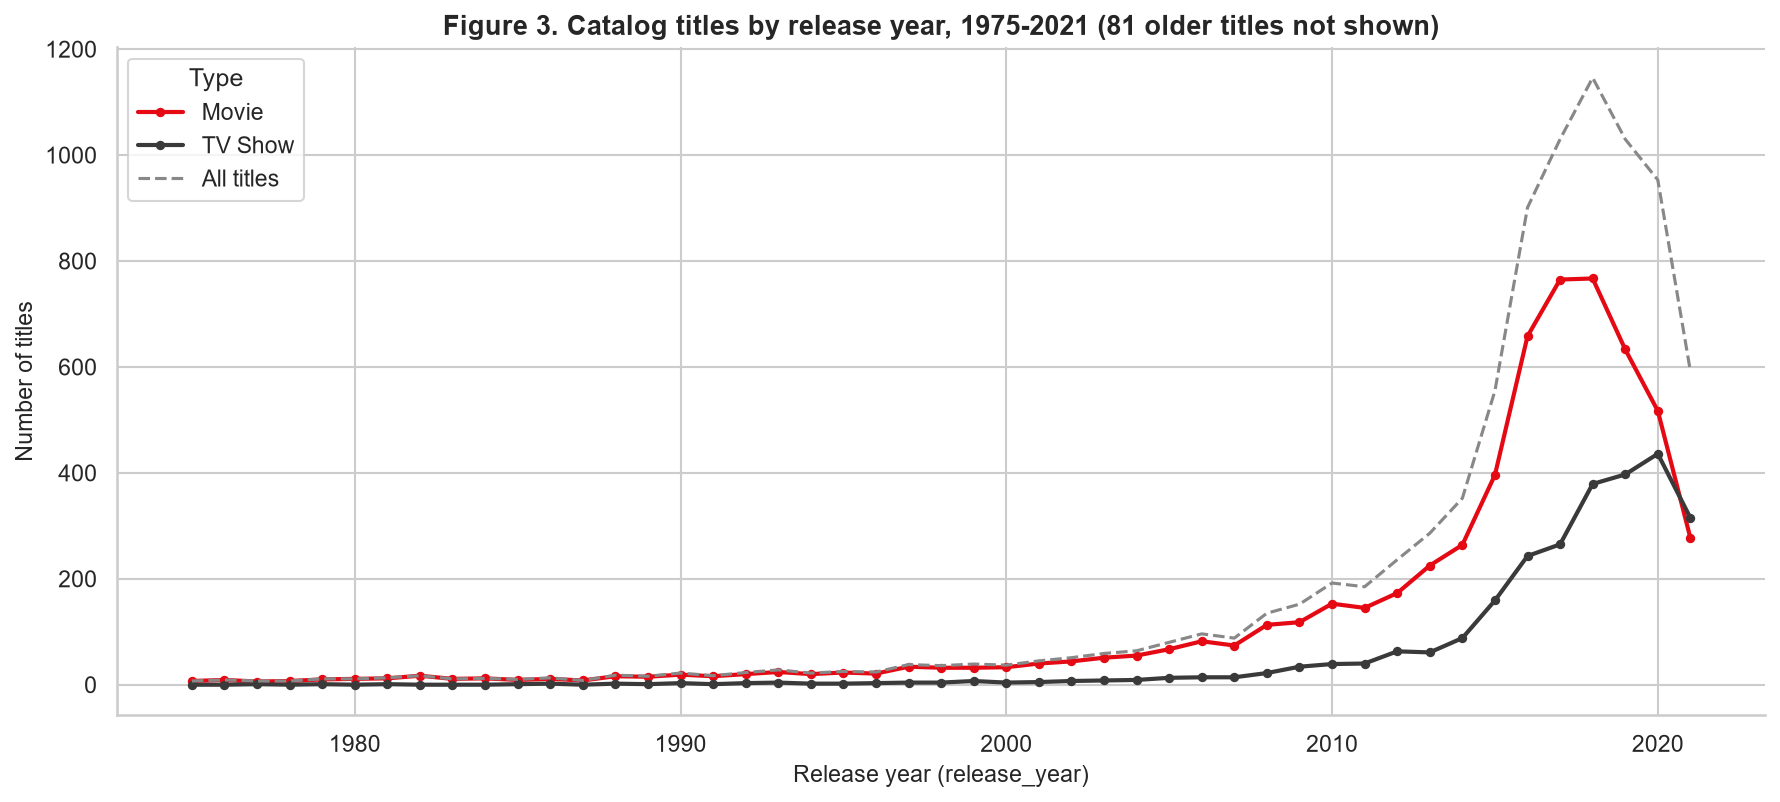 Figure 3. Catalog titles by release year, 1975-2021 (81 older titles not shown)
Type
Movie
TV Show
All titles
1200
1000
800
600
400
200
0
Number of titles
1980
1990
2000
2010
2020
Release year (release_year)